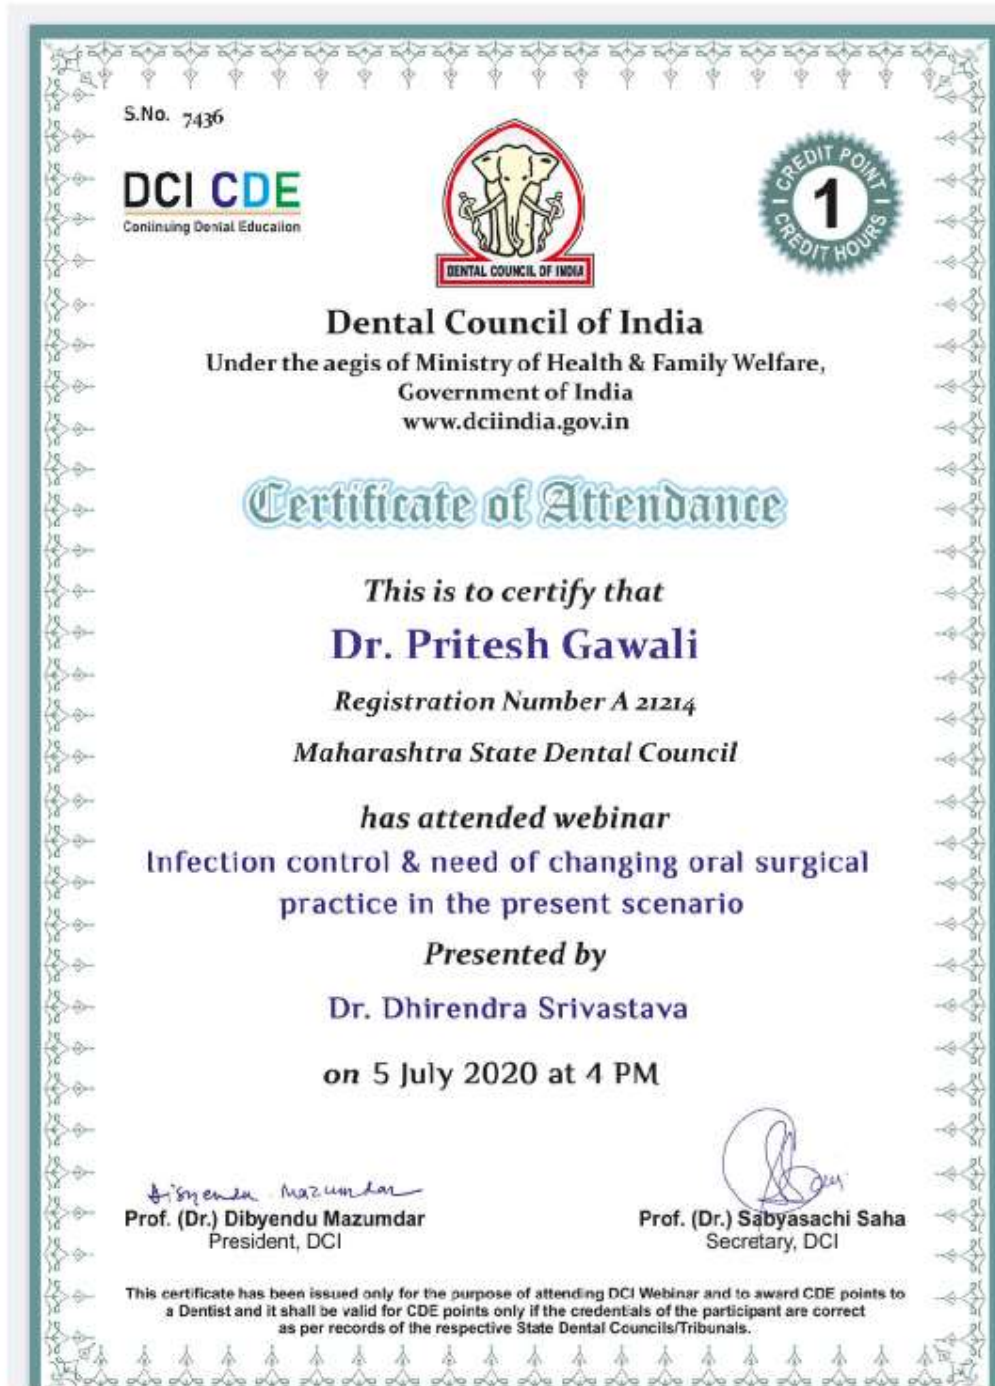 S.No. 7436
DCI CDE
Continuing Dental Education
DENTAL COUNCIL OF INDIA
CREDIT POINT
1
CREDIT HOURS
Dental Council of India
Under the aegis of Ministry of Health & Family Welfare,
Government of India
www.dciindia.gov.in
Certificate of Attendance
This is to certify that
Dr. Pritesh Gawali
Registration Number A 21214
Maharashtra State Dental Council
has attended webinar
Infection control & need of changing oral surgical
practice in the present scenario
Presented by
Dr. Dhirendra Srivastava
on 5 July 2020 at 4 PM
Dibyendu Mazumdar
Prof. (Dr.) Dibyendu Mazumdar
President, DCI
Prof. (Dr.) Sabyasachi Saha
Secretary, DCI
This certificate has been issued only for the purpose of attending DCI Webinar and to award CDE points to
a Dentist and it shall be valid for CDE points only if the credentials of the participant are correct
as per records of the respective State Dental Councils/Tribunals.